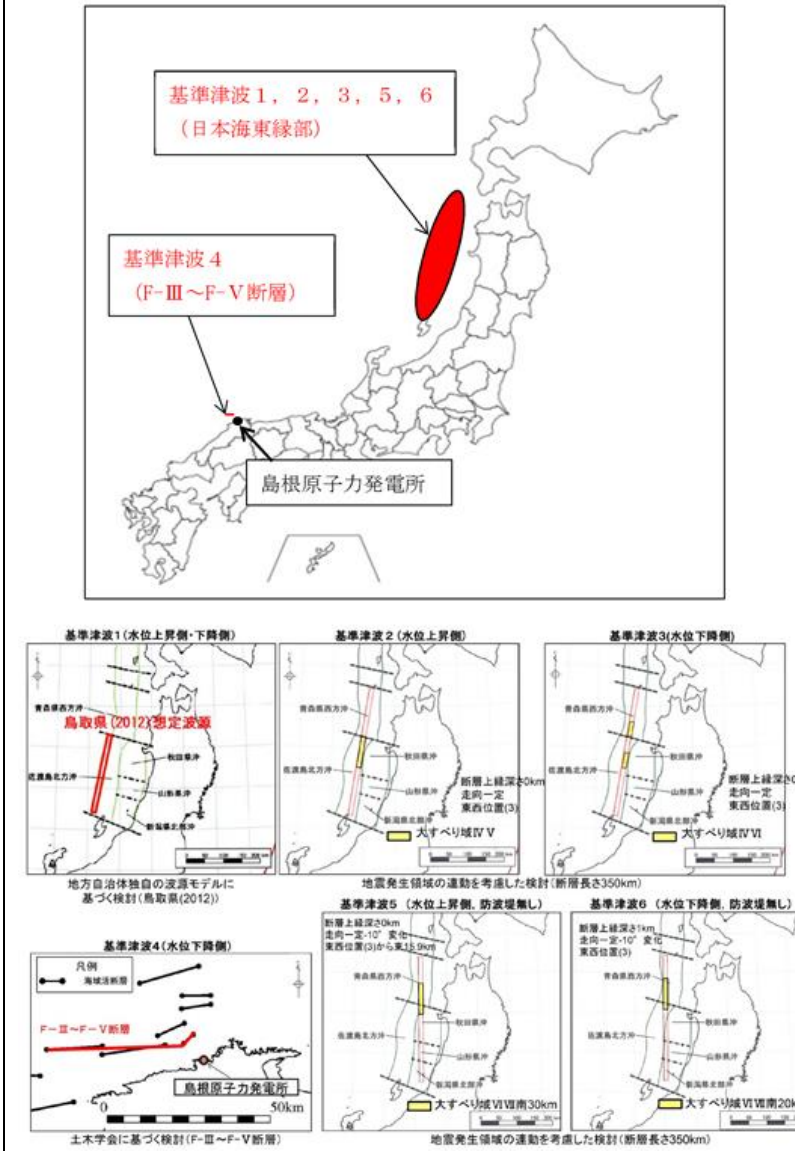 基準津波1，2，3，5，6
（日本海東縁部）
基準津波4
（F-Ⅲ～F-Ⅴ断層）
島根原子力発電所
基準津波1(水位上昇側・下降側)
青森県西方沖
鳥取県(2012)想定波源
秋田県沖
佐渡島北方沖
山形県沖
新潟県北部沖
地方自治体独自の波源モデルに
基づく検討(鳥取県(2012))
基準津波2(水位上昇側)
青森県西方沖
秋田県沖
佐渡島北方沖
断層上縁深さ0km
走向一定
東西位置(3)
山形県沖
新潟県北部沖
大すべり域ⅣⅤ
基準津波3(水位下降側)
青森県西方沖
秋田県沖
佐渡島北方沖
断層上縁深さ0
走向一定
東西位置(3)
山形県沖
新潟県北部沖
大すべり域ⅣⅥ
地震発生領域の連動を考慮した検討(断層長さ350km)
基準津波4(水位下降側)
凡例
海域活断層
F-Ⅲ～F-Ⅴ断層
島根原子力発電所
0 50km
土木学会に基づく検討(F-Ⅲ～F-Ⅴ断層)
基準津波5 (水位上昇側, 防波堤無し)
断層上縁深さ0km
走向一定-10°変化
東西位置(3)から東15.9km
青森県西方沖
秋田県沖
佐渡島北方沖
山形県沖
新潟県北部沖
大すべり域ⅥⅦ南30km
基準津波6 (水位下降側, 防波堤無し)
断層上縁深さ1km
走向一定-10°変化
東西位置(3)
青森県西方沖
秋田県沖
佐渡島北方沖
山形県沖
新潟県北部沖
大すべり域ⅥⅦ南20k
地震発生領域の連動を考慮した検討(断層長さ350km)